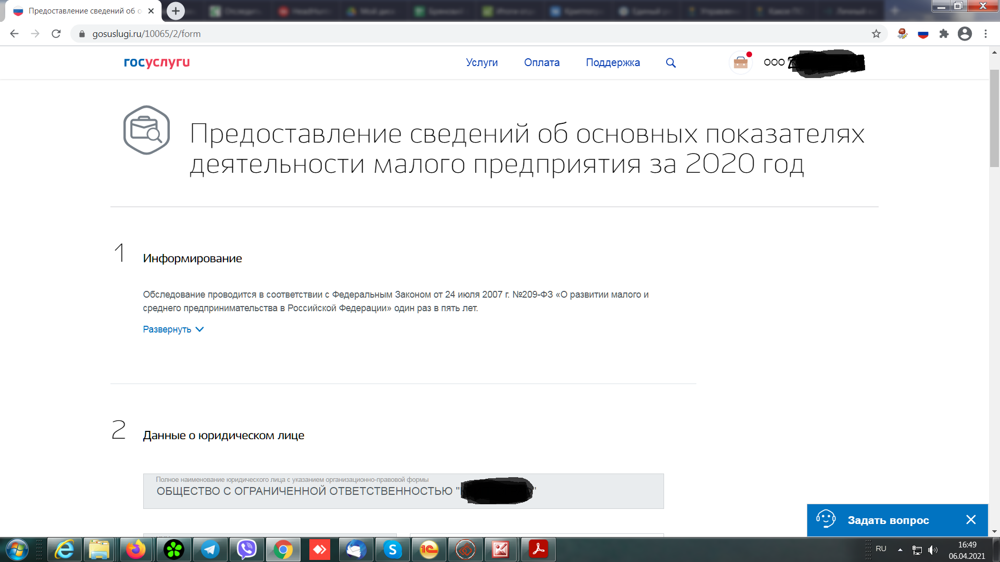 Предоставление сведений об о
gosuslugi.ru/10065/2/form
госуслуги
Услуги
Оплата
Поддержка
ООО
Предоставление сведений об основных показателях
деятельности малого предприятия за 2020 год
1
Информирование
Обследование проводится в соответствии с Федеральным Законом от 24 июля 2007 г. №209-ФЗ «О развитии малого и
среднего предпринимательства в Российской Федерации» один раз в пять лет.
Развернуть
2
Данные о юридическом лице
Полное наименование юридического лица с указанием организационно-правовой формы
ОБЩЕСТВО С ОГРАНИЧЕННОЙ ОТВЕТСТВЕННОСТЬЮ "
Задать вопрос
RU
16:49
06.04.2021